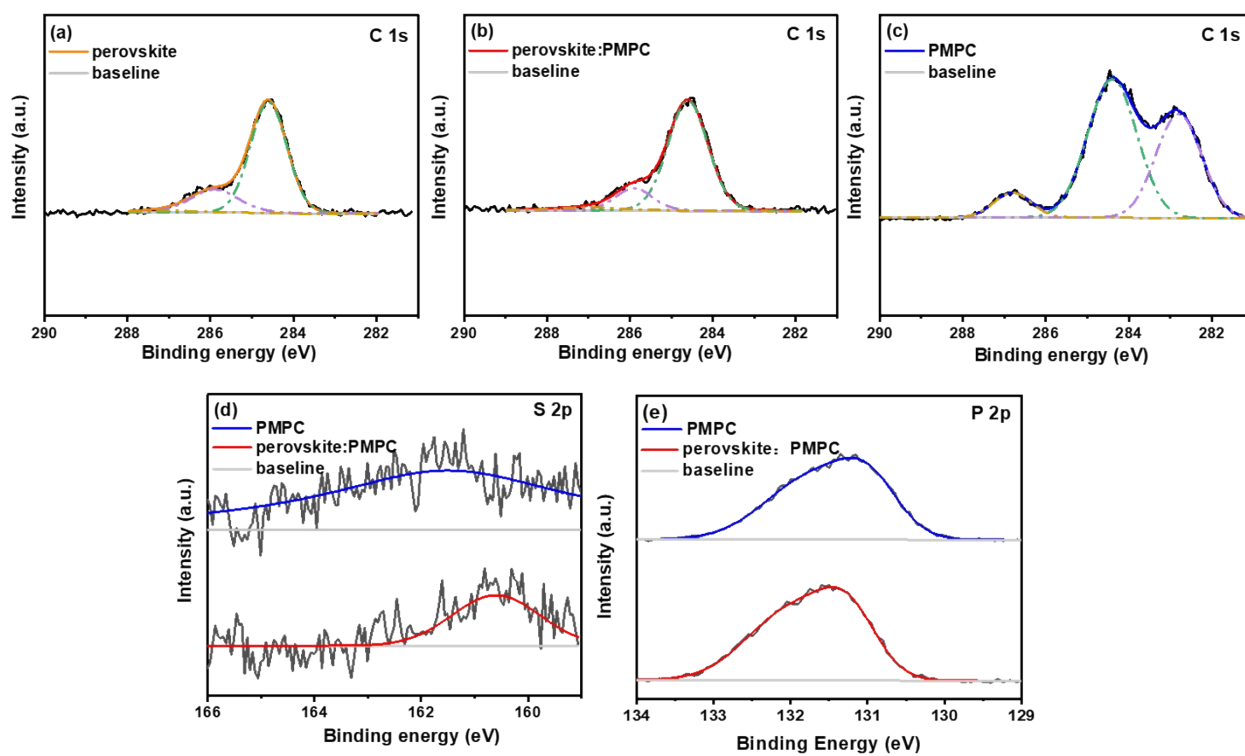 (a)
C 1s
perovskite
baseline
Intensity (a.u.)
290 288 286 284 282
Binding energy (eV)
(b)
C 1s
perovskite:PMPC
baseline
Intensity (a.u.)
290 288 286 284 282
Binding energy (eV)
(c)
C 1s
PMPC
baseline
Intensity (a.u.)
290 288 286 284 282
Binding energy (eV)
(d)
S 2p
PMPC
perovskite:PMPC
baseline
Intensity (a.u.)
166 164 162 160
Binding energy (eV)
(e)
P 2p
PMPC
perovskite：PMPC
baseline
Intensity (a.u.)
134 133 132 131 130 129
Binding Energy (eV)